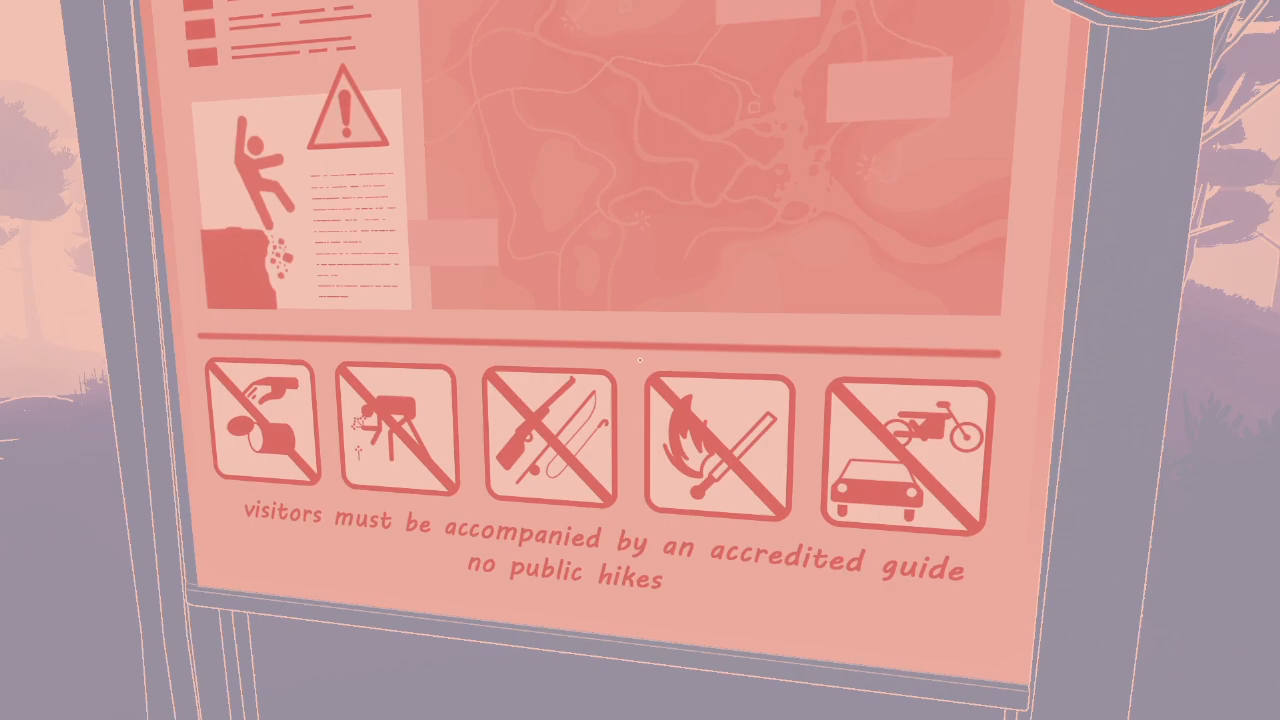 visitors must be accompanied by an accredited guide
no public hikes